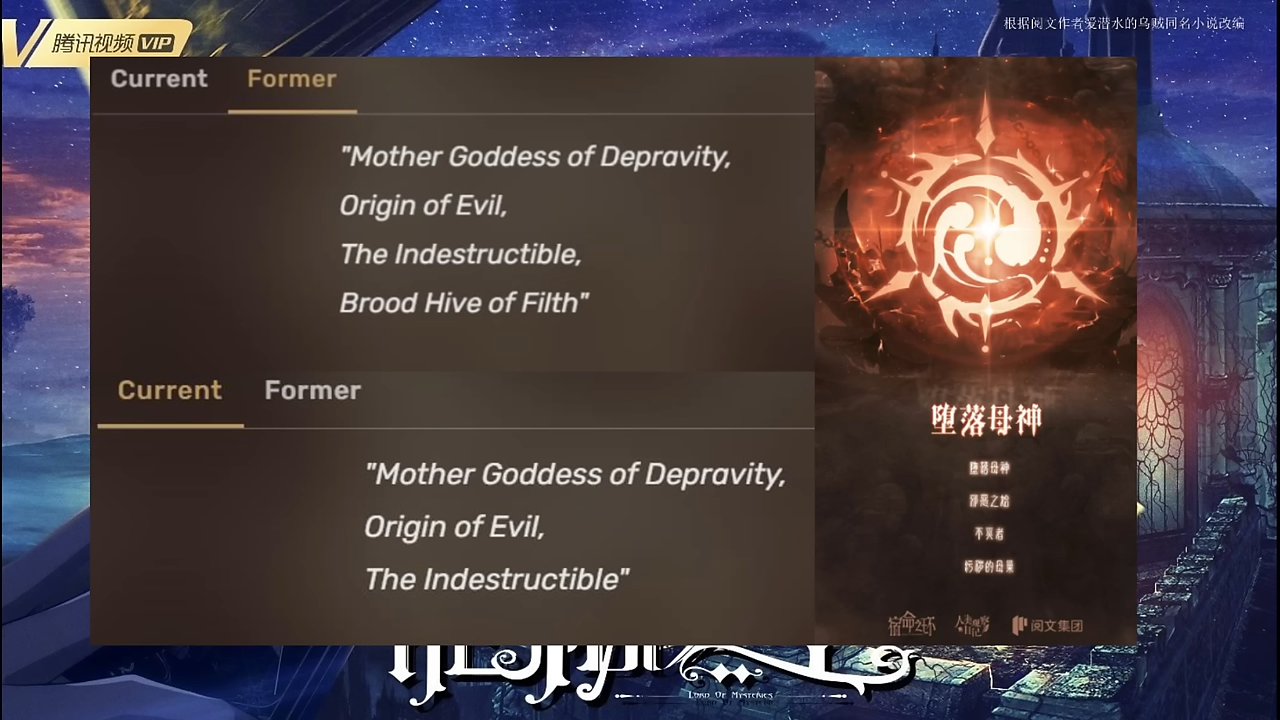 腾讯视频 VIP
根据阅文作者爱潜水的乌贼同名小说改编
Current Former
"Mother Goddess of Depravity,
Origin of Evil,
The Indestructible,
Brood Hive of Filth"
Current Former
"Mother Goddess of Depravity,
Origin of Evil,
The Indestructible"
堕落母神
堕落母神
邪恶之始
不灭者
污秽的母巢
宿命之环
阅文集团
LORD OF MYSTERIES